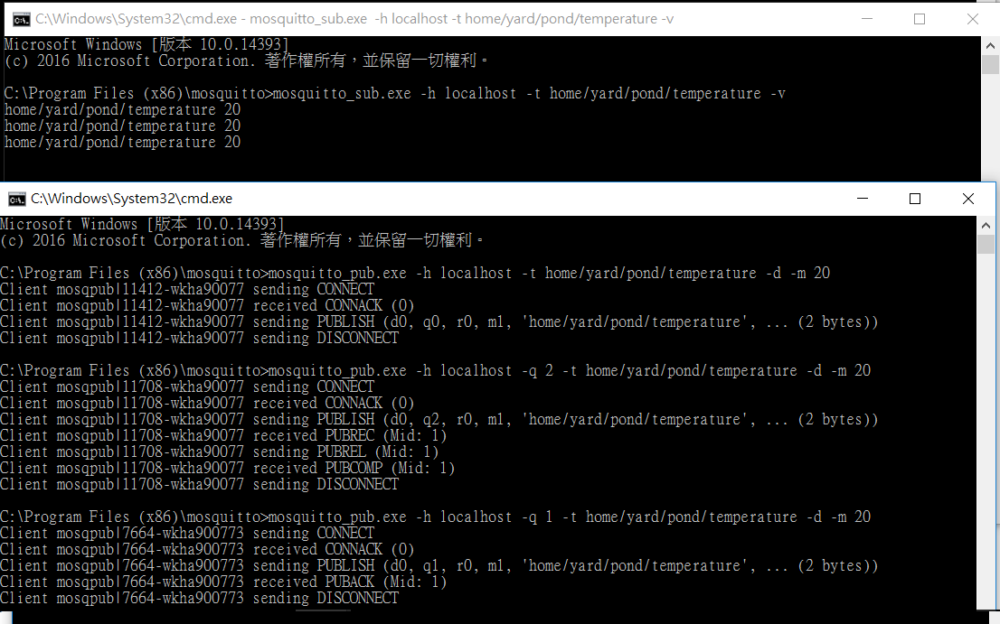 C:\Windows\System32\cmd.exe - mosquitto_sub.exe -h localhost -t home/yard/pond/temperature -v
Microsoft Windows [版本 10.0.14393]
(c) 2016 Microsoft Corporation. 著作權所有，並保留一切權利。
C:\Program Files (x86)\mosquitto>mosquitto_sub.exe -h localhost -t home/yard/pond/temperature -v
home/yard/pond/temperature 20
home/yard/pond/temperature 20
home/yard/pond/temperature 20
C:\Windows\System32\cmd.exe
Microsoft Windows [版本 10.0.14393]
(c) 2016 Microsoft Corporation. 著作權所有，並保留一切權利。
C:\Program Files (x86)\mosquitto>mosquitto_pub.exe -h localhost -t home/yard/pond/temperature -d -m 20
Client mosqpub|11412-wkha90077 sending CONNECT
Client mosqpub|11412-wkha90077 received CONNACK (0)
Client mosqpub|11412-wkha90077 sending PUBLISH (d0, q0, r0, m1, 'home/yard/pond/temperature', ... (2 bytes))
Client mosqpub|11412-wkha90077 sending DISCONNECT
C:\Program Files (x86)\mosquitto>mosquitto_pub.exe -h localhost -q 2 -t home/yard/pond/temperature -d -m 20
Client mosqpub|11708-wkha90077 sending CONNECT
Client mosqpub|11708-wkha90077 received CONNACK (0)
Client mosqpub|11708-wkha90077 sending PUBLISH (d0, q2, r0, m1, 'home/yard/pond/temperature', ... (2 bytes))
Client mosqpub|11708-wkha90077 received PUBREC (Mid: 1)
Client mosqpub|11708-wkha90077 sending PUBREL (Mid: 1)
Client mosqpub|11708-wkha90077 received PUBCOMP (Mid: 1)
Client mosqpub|11708-wkha90077 sending DISCONNECT
C:\Program Files (x86)\mosquitto>mosquitto_pub.exe -h localhost -q 1 -t home/yard/pond/temperature -d -m 20
Client mosqpub|7664-wkha900773 sending CONNECT
Client mosqpub|7664-wkha900773 received CONNACK (0)
Client mosqpub|7664-wkha900773 sending PUBLISH (d0, q1, r0, m1, 'home/yard/pond/temperature', ... (2 bytes))
Client mosqpub|7664-wkha900773 received PUBACK (Mid: 1)
Client mosqpub|7664-wkha900773 sending DISCONNECT